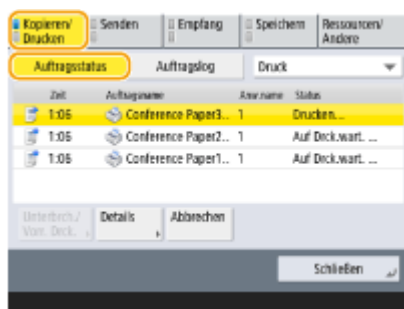 Kopieren/ Drucken
Senden
Empfang
Speichern
Ressourcen/ Andere
Auftragsstatus
Auftragslog
Druck
Zeit Auftragsname Anw.name Status
1:06 Conference Paper3... 1 Drucken...
1:06 Conference Paper2... 1 Auf Drck.wart. ...
1:06 Conference Paper1... 1 Auf Drck.wart. ...
Unterbrch./ Vorr. Drck.
Details
Abbrechen
Schließen